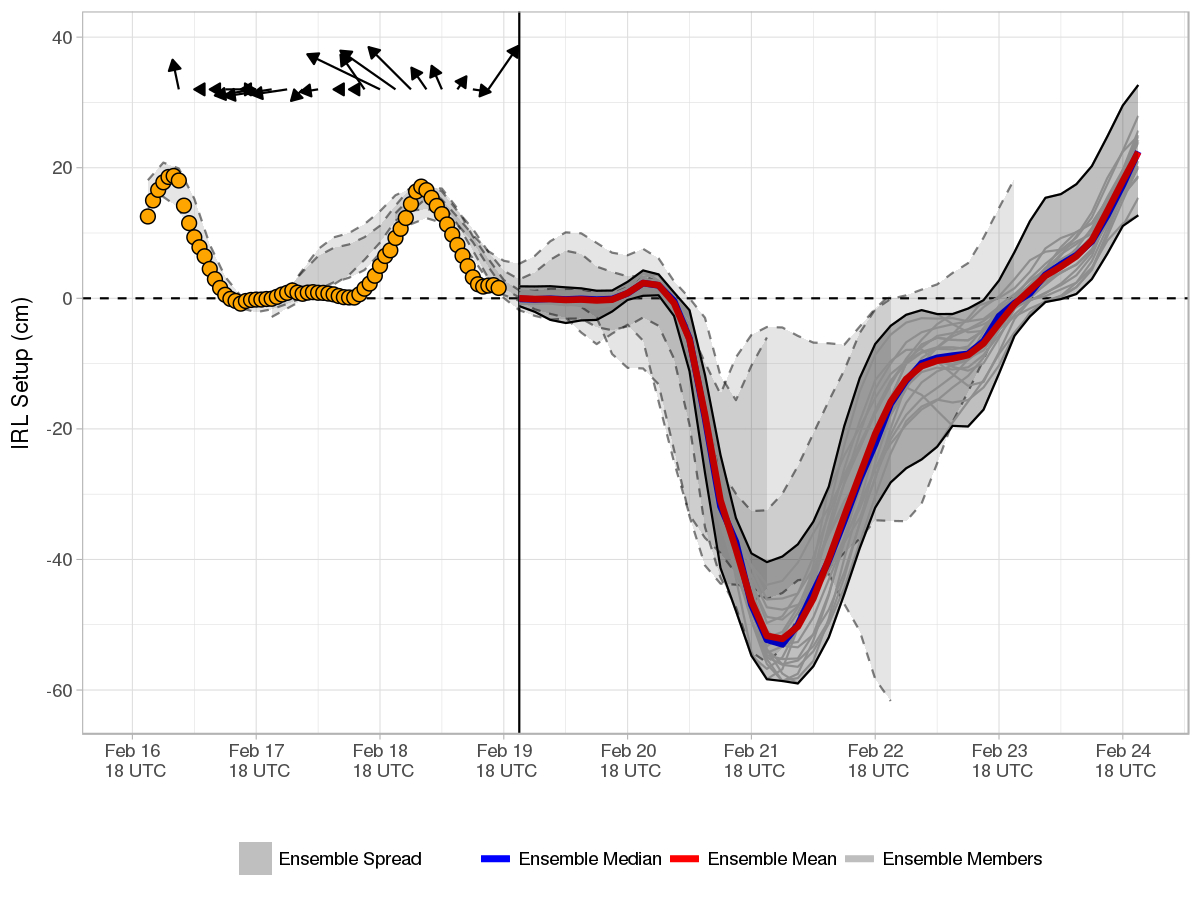 40
20
0
-20
-40
-60
IRL Setup (cm)
Feb 16 Feb 17 Feb 18 Feb 19 Feb 20 Feb 21 Feb 22 Feb 23 Feb 24
18 UTC 18 UTC 18 UTC 18 UTC 18 UTC 18 UTC 18 UTC 18 UTC 18 UTC
Ensemble Spread Ensemble Median Ensemble Mean Ensemble Members